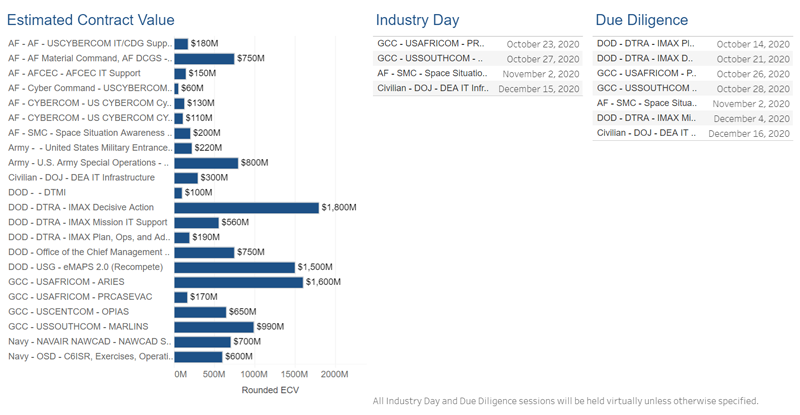 Estimated Contract Value
AF - AF - USCYBERCOM IT/CDG Supp.. $180M
AF - AF Material Command, AF DCGS -.. $750M
AF - AFCEC - AFCEC IT Support $150M
AF - Cyber Command - USCYBERCOM.. $60M
AF - CYBERCOM - US CYBERCOM Cy.. $130M
AF - CYBERCOM - US CYBERCOM CY.. $110M
AF - SMC - Space Situation Awareness .. $200M
Army - - United States Military Entrance.. $220M
Army - U.S. Army Special Operations - .. $800M
Civilian - DOJ - DEA IT Infrastructure $300M
DOD - - DTMI $100M
DOD - DTRA - IMAX Decisive Action $1,800M
DOD - DTRA - IMAX Mission IT Support $560M
DOD - DTRA - IMAX Plan, Ops, and Ad.. $190M
DOD - Office of the Chief Management .. $750M
DOD - USG - eMAPS 2.0 (Recompete) $1,500M
GCC - USAFRICOM - ARIES $1,600M
GCC - USAFRICOM - PRCASEVAC $170M
GCC - USCENTCOM - OPIAS $650M
GCC - USSOUTHCOM - MARLINS $990M
Navy - NAVAIR NAWCAD - NAWCAD S.. $700M
Navy - OSD - C6ISR, Exercises, Operati.. $600M
0M 500M 1000M 1500M 2000M
Rounded ECV
Industry Day
GCC - USAFRICOM - PR.. October 23, 2020
GCC - USSOUTHCOM - .. October 27, 2020
AF - SMC - Space Situatio.. November 2, 2020
Civilian - DOJ - DEA IT Infr.. December 15, 2020
Due Diligence
DOD - DTRA - IMAX Pl.. October 14, 2020
DOD - DTRA - IMAX D.. October 21, 2020
GCC - USAFRICOM - P.. October 26, 2020
GCC - USSOUTHCOM .. October 28, 2020
AF - SMC - Space Situa.. November 2, 2020
DOD - DTRA - IMAX Mi.. December 4, 2020
Civilian - DOJ - DEA IT .. December 16, 2020
All Industry Day and Due Diligence sessions will be held virtually unless otherwise specified.